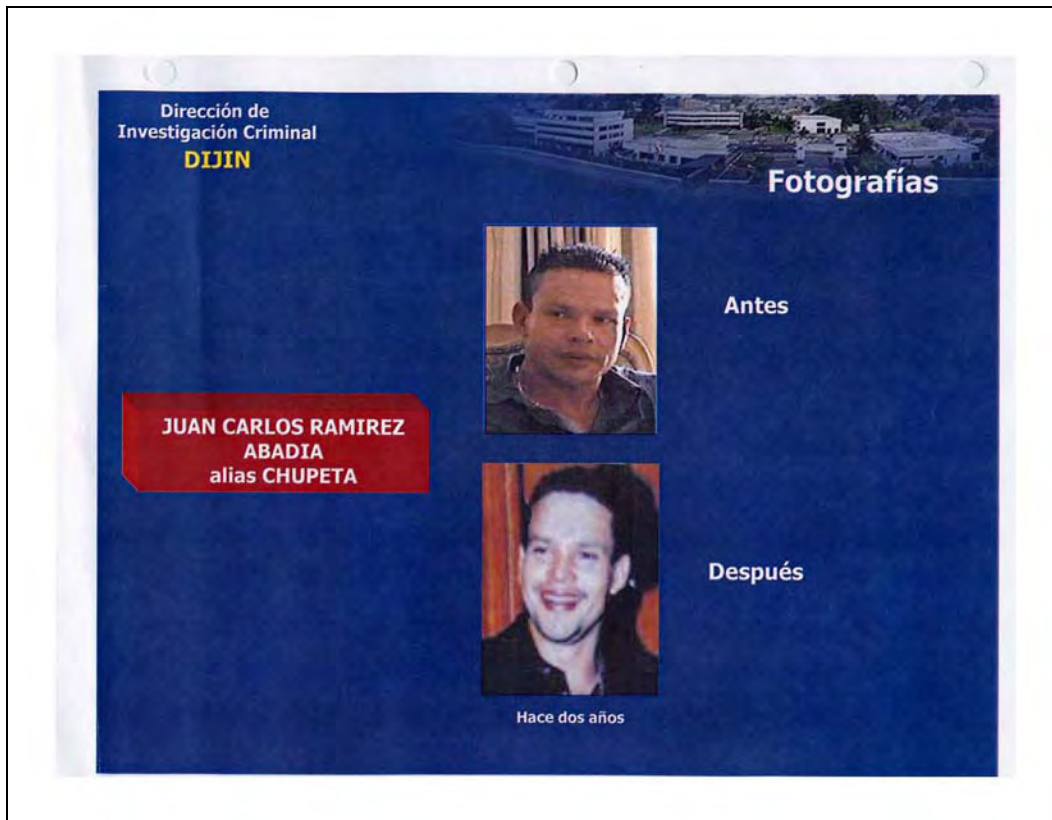 Dirección de
Investigación Criminal
DIJIN
Fotografías
Antes
JUAN CARLOS RAMIREZ
ABADIA
alias CHUPETA
Después
Hace dos años